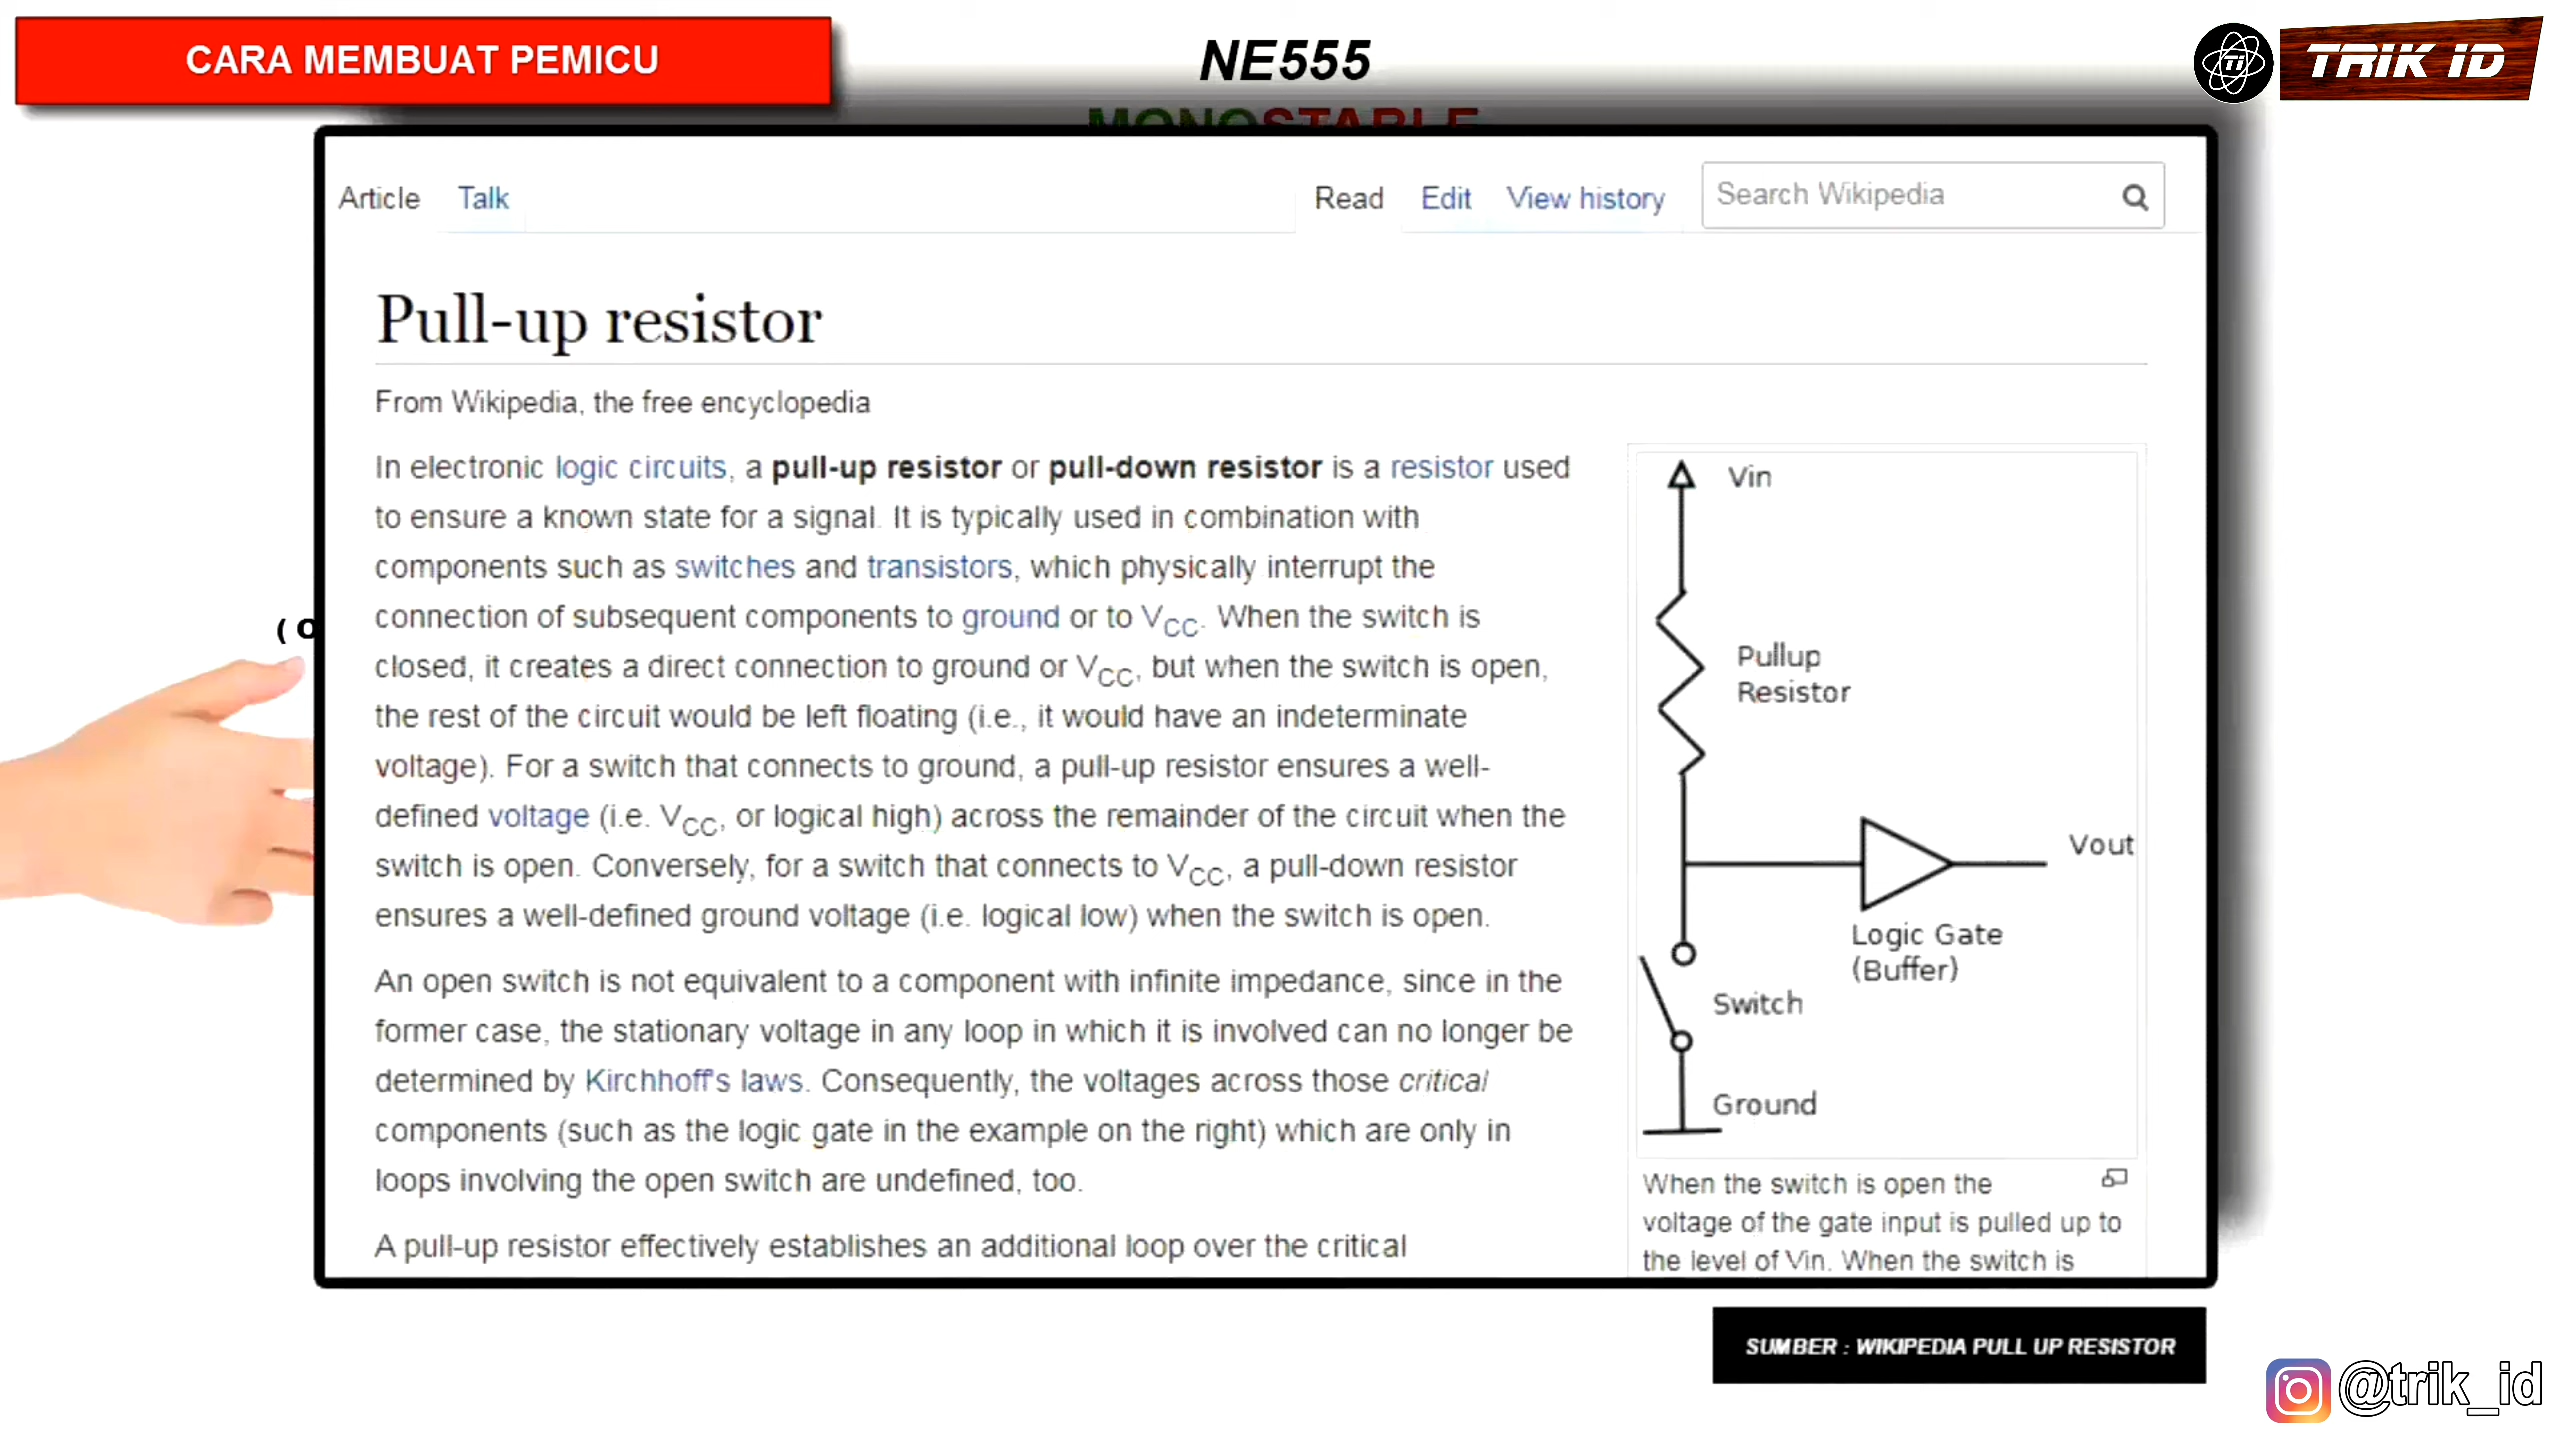 CARA MEMBUAT PEMICU
NE555
TRIK ID
MONOSTABLE
Article Talk
Read Edit View history
Search Wikipedia
Pull-up resistor
From Wikipedia, the free encyclopedia
In electronic logic circuits, a pull-up resistor or pull-down resistor is a resistor used
to ensure a known state for a signal. It is typically used in combination with
components such as switches and transistors, which physically interrupt the
connection of subsequent components to ground or to VCC. When the switch is
closed, it creates a direct connection to ground or VCC, but when the switch is open,
the rest of the circuit would be left floating (i.e., it would have an indeterminate
voltage). For a switch that connects to ground, a pull-up resistor ensures a well-
defined voltage (i.e. VCC, or logical high) across the remainder of the circuit when the
switch is open. Conversely, for a switch that connects to VCC, a pull-down resistor
ensures a well-defined ground voltage (i.e. logical low) when the switch is open.
An open switch is not equivalent to a component with infinite impedance, since in the
former case, the stationary voltage in any loop in which it is involved can no longer be
determined by Kirchhoff's laws. Consequently, the voltages across those critical
components (such as the logic gate in the example on the right) which are only in
loops involving the open switch are undefined, too.
A pull-up resistor effectively establishes an additional loop over the critical
Vin
Pullup
Resistor
Vout
Logic Gate
(Buffer)
Switch
Ground
When the switch is open the
voltage of the gate input is pulled up to
the level of Vin. When the switch is
SUMBER : WIKIPEDIA PULL UP RESISTOR
@trik_id